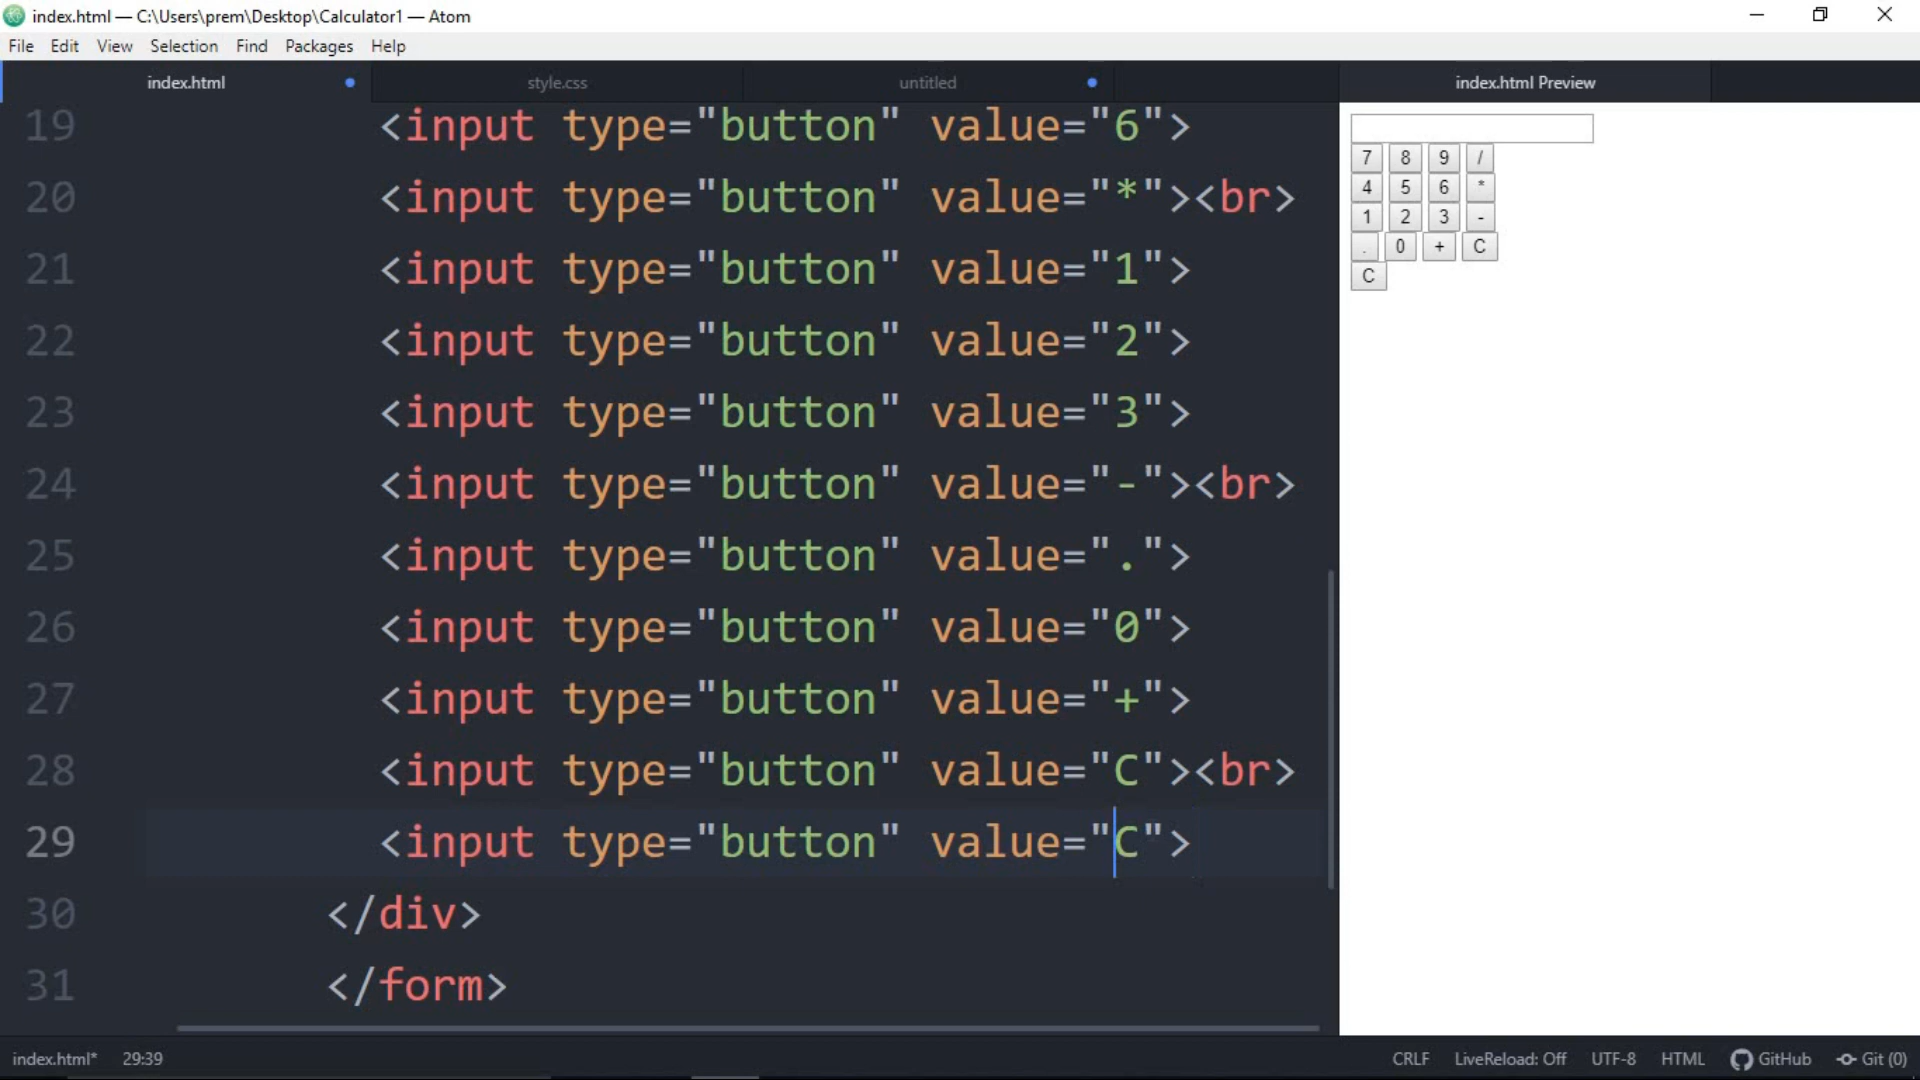 index.html — C:\Users\prem\Desktop\Calculator1 — Atom
File Edit View Selection Find Packages Help
index.html style.css untitled index.html Preview
19 <input type="button" value="6">
20 <input type="button" value="*"><br>
21 <input type="button" value="1">
22 <input type="button" value="2">
23 <input type="button" value="3">
24 <input type="button" value="-"><br>
25 <input type="button" value=".">
26 <input type="button" value="0">
27 <input type="button" value="+">
28 <input type="button" value="C"><br>
29 <input type="button" value="C">
30 </div>
31 </form>
7 8 9 /
4 5 6 *
1 2 3 -
. 0 + C
C
index.html* 29:39 CRLF LiveReload: Off UTF-8 HTML GitHub Git (0)